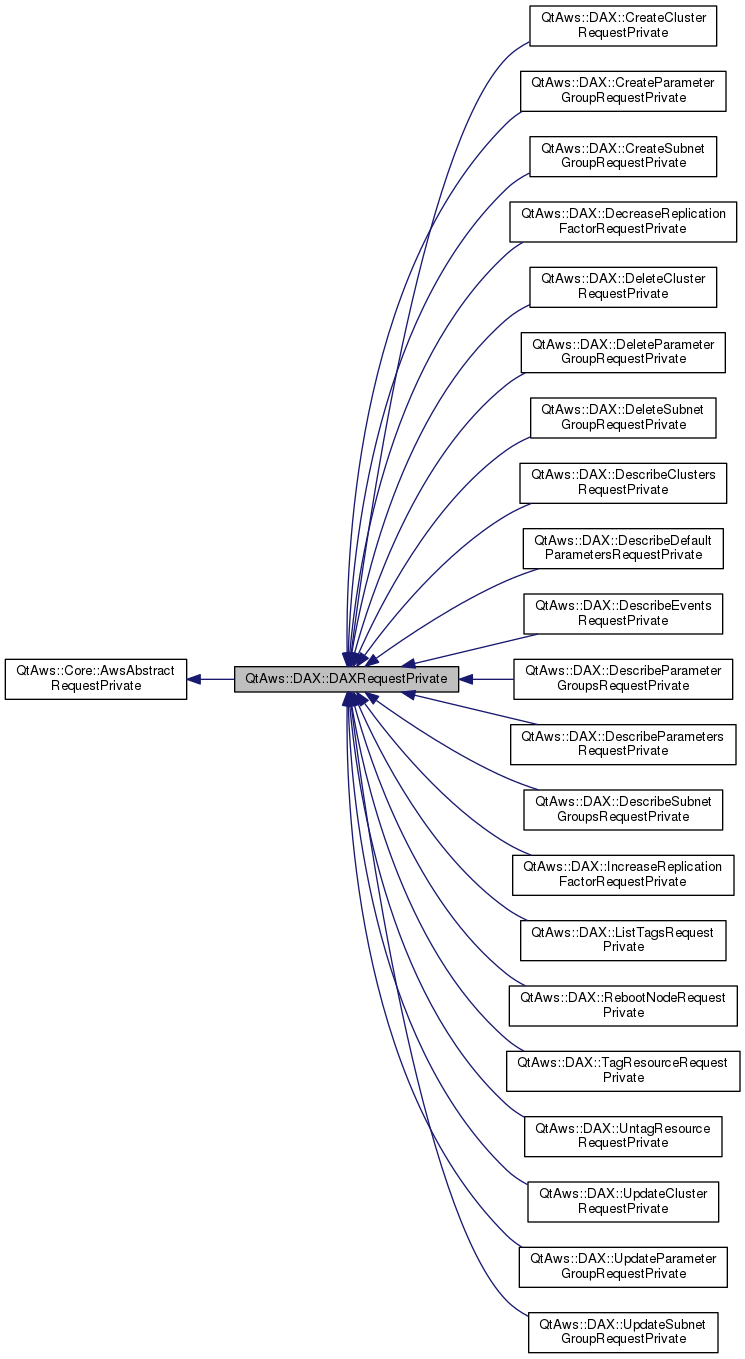 QtAws::DAX::CreateCluster
RequestPrivate
QtAws::DAX::CreateParameter
GroupRequestPrivate
QtAws::DAX::CreateSubnet
GroupRequestPrivate
QtAws::DAX::DecreaseReplication
FactorRequestPrivate
QtAws::DAX::DeleteCluster
RequestPrivate
QtAws::DAX::DeleteParameter
GroupRequestPrivate
QtAws::DAX::DeleteSubnet
GroupRequestPrivate
QtAws::DAX::DescribeClusters
RequestPrivate
QtAws::DAX::DescribeDefault
ParametersRequestPrivate
QtAws::DAX::DescribeEvents
RequestPrivate
QtAws::Core::AwsAbstract
RequestPrivate
QtAws::DAX::DAXRequestPrivate
QtAws::DAX::DescribeParameter
GroupsRequestPrivate
QtAws::DAX::DescribeParameters
RequestPrivate
QtAws::DAX::DescribeSubnet
GroupsRequestPrivate
QtAws::DAX::IncreaseReplication
FactorRequestPrivate
QtAws::DAX::ListTagsRequest
Private
QtAws::DAX::RebootNodeRequest
Private
QtAws::DAX::TagResourceRequest
Private
QtAws::DAX::UntagResource
RequestPrivate
QtAws::DAX::UpdateCluster
RequestPrivate
QtAws::DAX::UpdateParameter
GroupRequestPrivate
QtAws::DAX::UpdateSubnet
GroupRequestPrivate